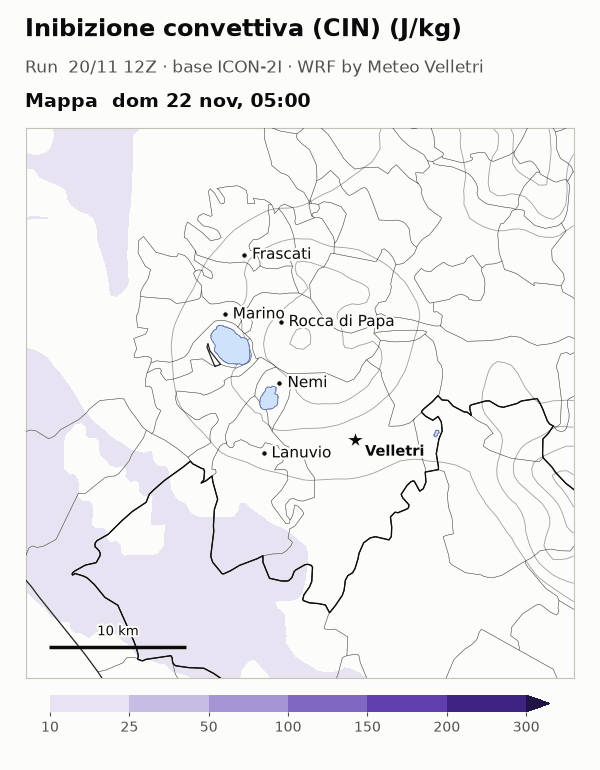 Inibizione convettiva (CIN) (J/kg)
Run  20/11 12Z · base ICON-2I · WRF by Meteo Velletri
Mappa  dom 22 nov, 05:00
Frascati
Marino
Rocca di Papa
Nemi
Velletri
Lanuvio
10 km
10 25 50 100 150 200 300